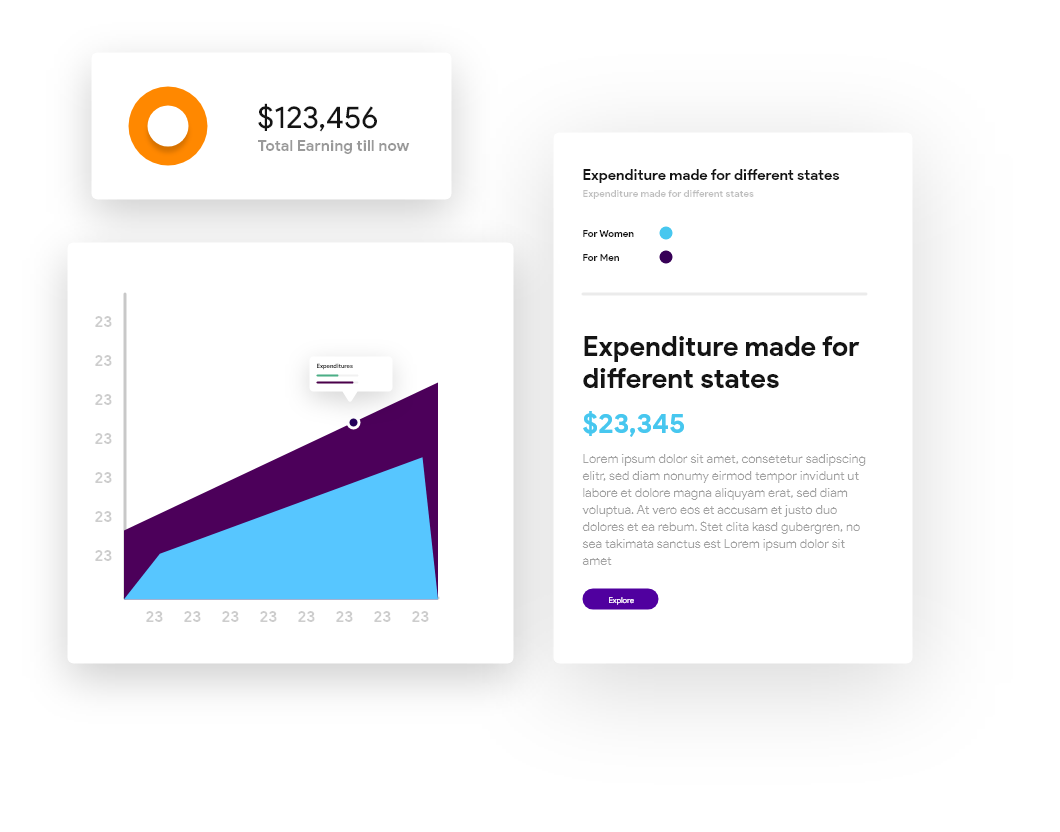 $123,456
Total Earning till now
23
23
23
23
23
23
23
Expenditures
23 23 23 23 23 23 23 23
Expenditure made for different states
Expenditure made for different states
For Women
For Men
Expenditure made for
different states
$23,345
Lorem ipsum dolor sit amet, consetetur sadipscing
elitr, sed diam nonumy eirmod tempor invidunt ut
labore et dolore magna aliquyam erat, sed diam
voluptua. At vero eos et accusam et justo duo
dolores et ea rebum. Stet clita kasd gubergren, no
sea takimata sanctus est Lorem ipsum dolor sit
amet
Explore